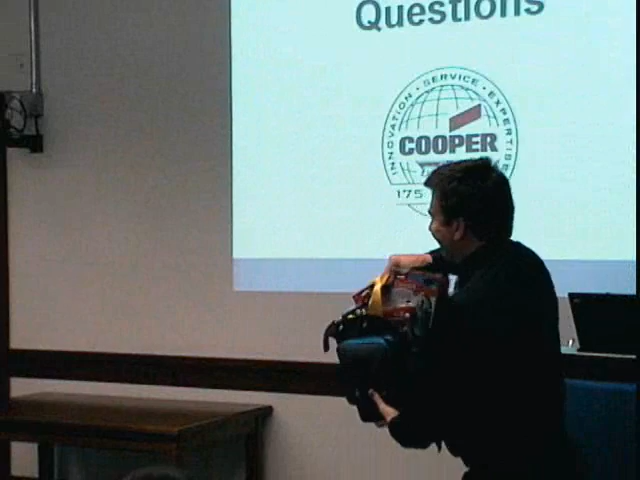 Questions
INNOVATION · SERVICE · EXPERTISE
COOPER
175